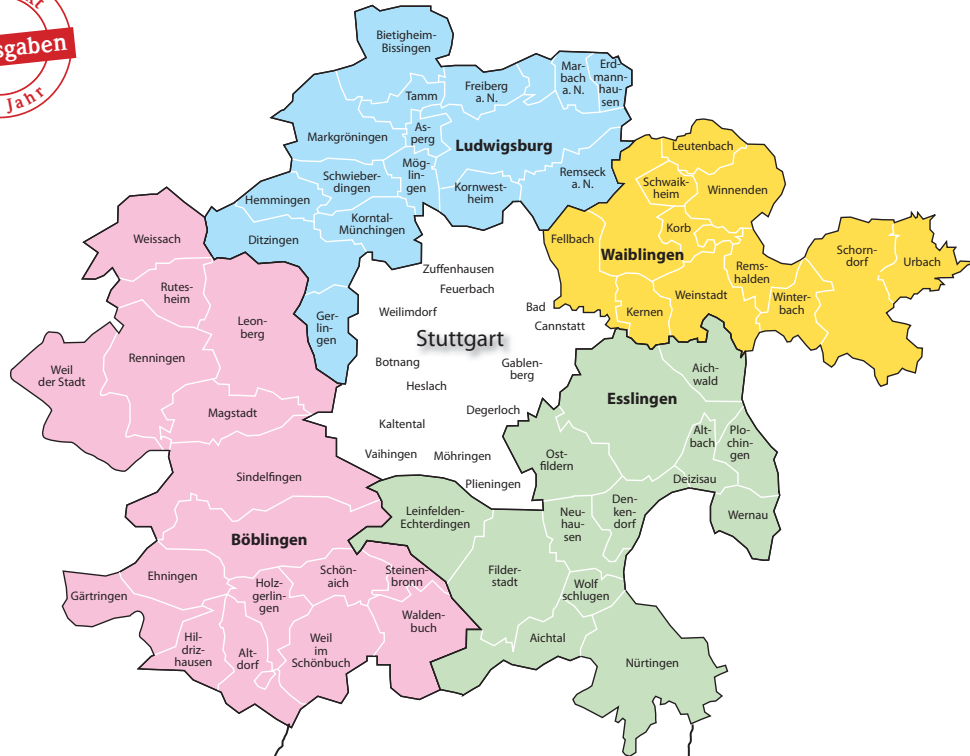 sgaben
Jahr
Bietigheim-
Bissingen
Tamm
Freiberg
a. N.
Mar-
bach
a. N.
Erd-
mann-
hau-
sen
Markgröningen
As-
perg
Ludwigsburg
Schwieber-
dingen
Mög-
lin-
gen
Kornwest-
heim
Remseck
a. N.
Hemmingen
Korntal-
Münchingen
Ditzingen
Ger-
lin-
gen
Leutenbach
Schwaik-
heim
Winnenden
Korb
Fellbach
Waiblingen
Rems-
halden
Schorn-
dorf
Urbach
Weinstadt
Winter-
bach
Kernen
Weissach
Rutes-
heim
Leon-
berg
Renningen
Weil
der Stadt
Magstadt
Sindelfingen
Böblingen
Ehningen
Gärtringen
Holz-
gerlin-
gen
Schön-
aich
Steinen-
bronn
Walden-
buch
Hil-
driz-
hausen
Alt-
dorf
Weil
im
Schönbuch
Zuffenhausen
Feuerbach
Weilimdorf
Bad
Cannstatt
Stuttgart
Botnang
Gablen-
berg
Heslach
Degerloch
Kaltental
Vaihingen
Möhringen
Plieningen
Aich-
wald
Esslingen
Alt-
bach
Plo-
chin-
gen
Ost-
fildern
Deizisau
Wernau
Leinfelden-
Echterdingen
Neu-
hau-
sen
Den-
ken-
dorf
Filder-
stadt
Wolf
schlugen
Aichtal
Nürtingen